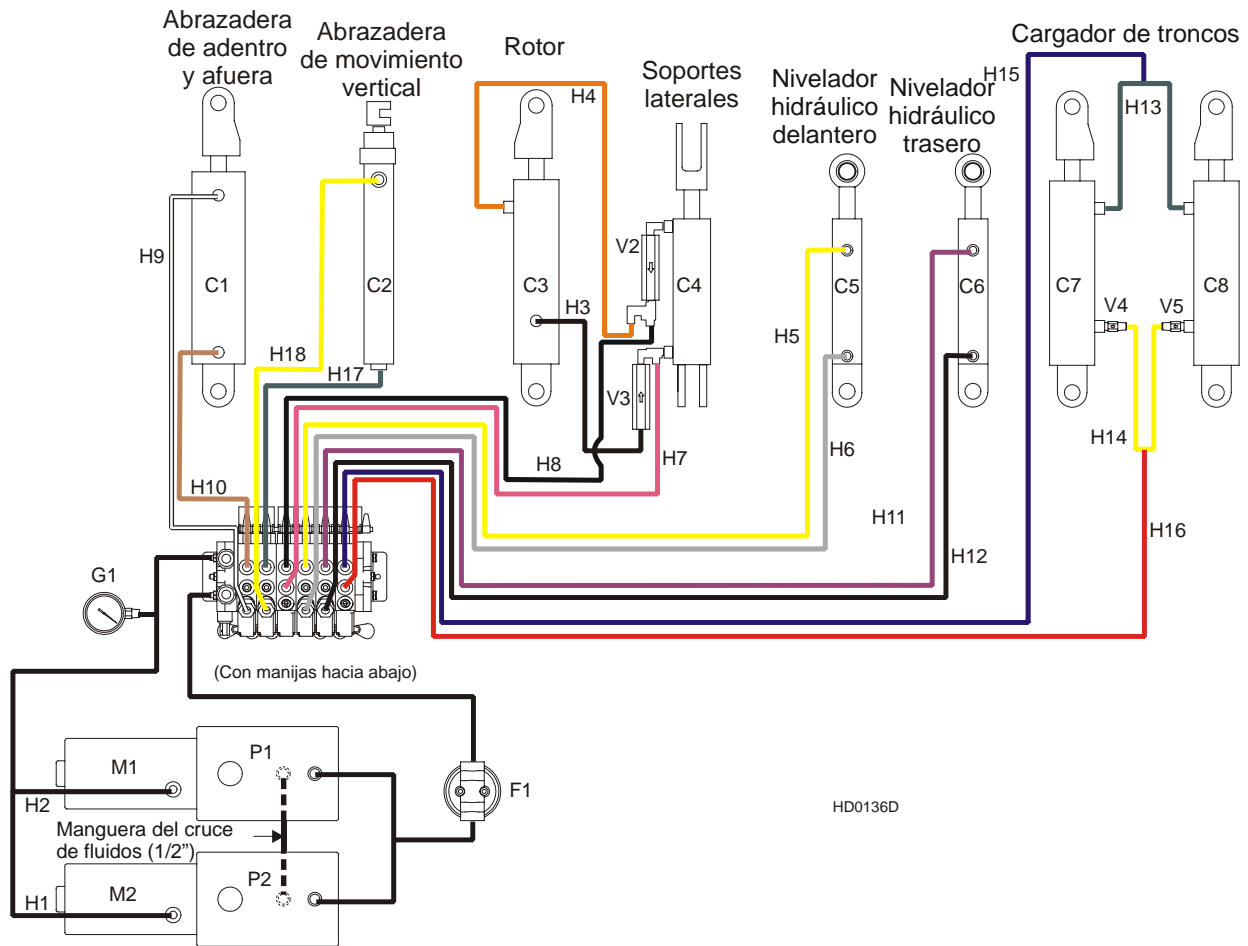 Abrazadera
de adentro
y afuera
Abrazadera
de movimiento
vertical
Rotor
Soportes
laterales
Nivelador
hidráulico
delantero
Nivelador
hidráulico
trasero
Cargador de troncos
H15
H13
H4
H9
V2
C1
C2
C3
H3
C4
C5
C6
C7
C8
V4
V5
H18
H5
H17
V3
H10
H8
H7
H6
H14
H11
H12
H16
G1
(Con manijas hacia abajo)
M1
P1
F1
H2
HD0136D
Manguera del cruce
de fluidos (1/2”)
M2
P2
H1